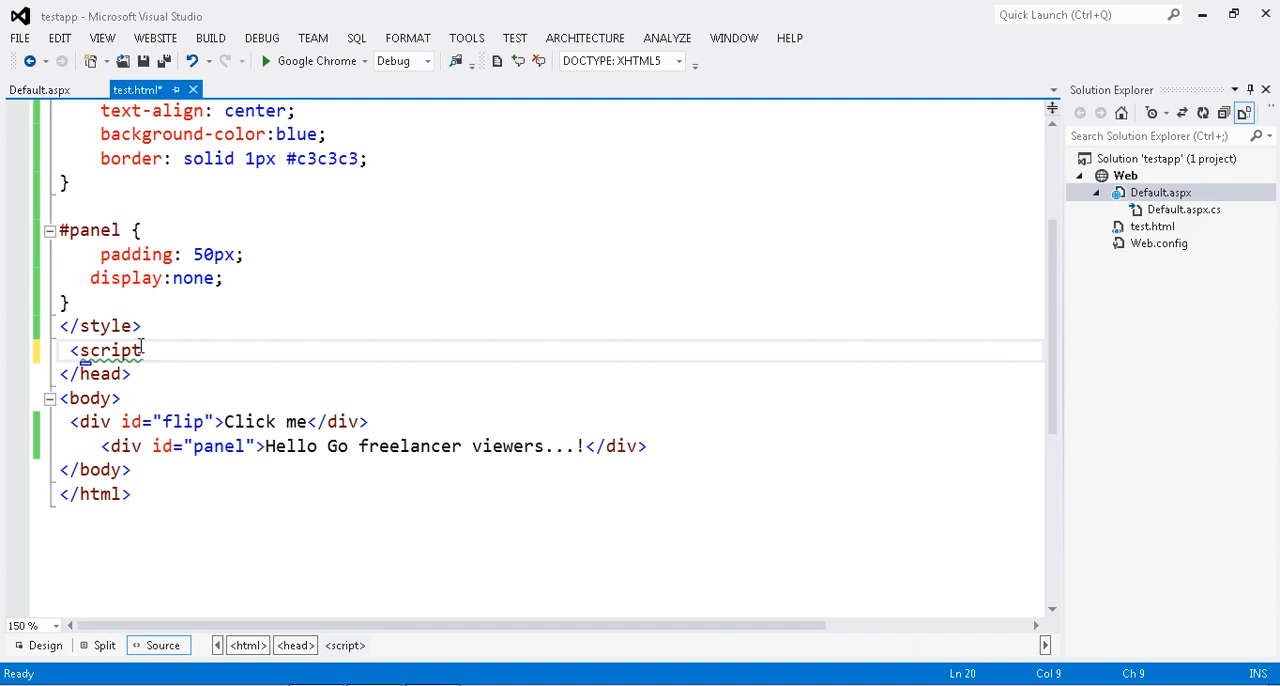 testapp - Microsoft Visual Studio
Quick Launch (Ctrl+Q)
FILE EDIT VIEW WEBSITE BUILD DEBUG TEAM SQL FORMAT TOOLS TEST ARCHITECTURE ANALYZE WINDOW HELP
Google Chrome Debug DOCTYPE: XHTML5
Default.aspx test.html*
text-align: center;
background-color:blue;
border: solid 1px #c3c3c3;
}
#panel {
padding: 50px;
display:none;
}
</style>
<script
</head>
<body>
<div id="flip">Click me</div>
<div id="panel">Hello Go freelancer viewers...!</div>
</body>
</html>
150 %
Design Split Source <html> <head> <script>
Ready Ln 20 Col 9 Ch 9 INS
Solution Explorer
Search Solution Explorer (Ctrl+;)
Solution 'testapp' (1 project)
Web
Default.aspx
Default.aspx.cs
test.html
Web.config